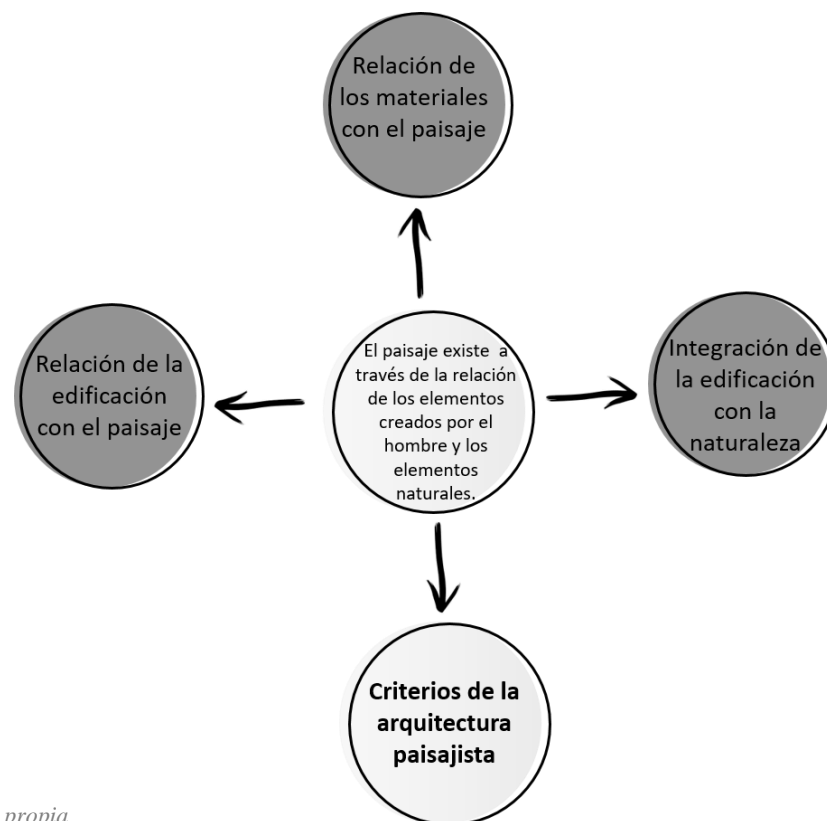 Relación de
los materiales
con el paisaje
Relación de la
edificación
con el paisaje
El paisaje existe a
través de la relación
de los elementos
creados por el
hombre y los
elementos
naturales.
Integración de
la edificación
con la
naturaleza
Criterios de la
arquitectura
paisajista
propia